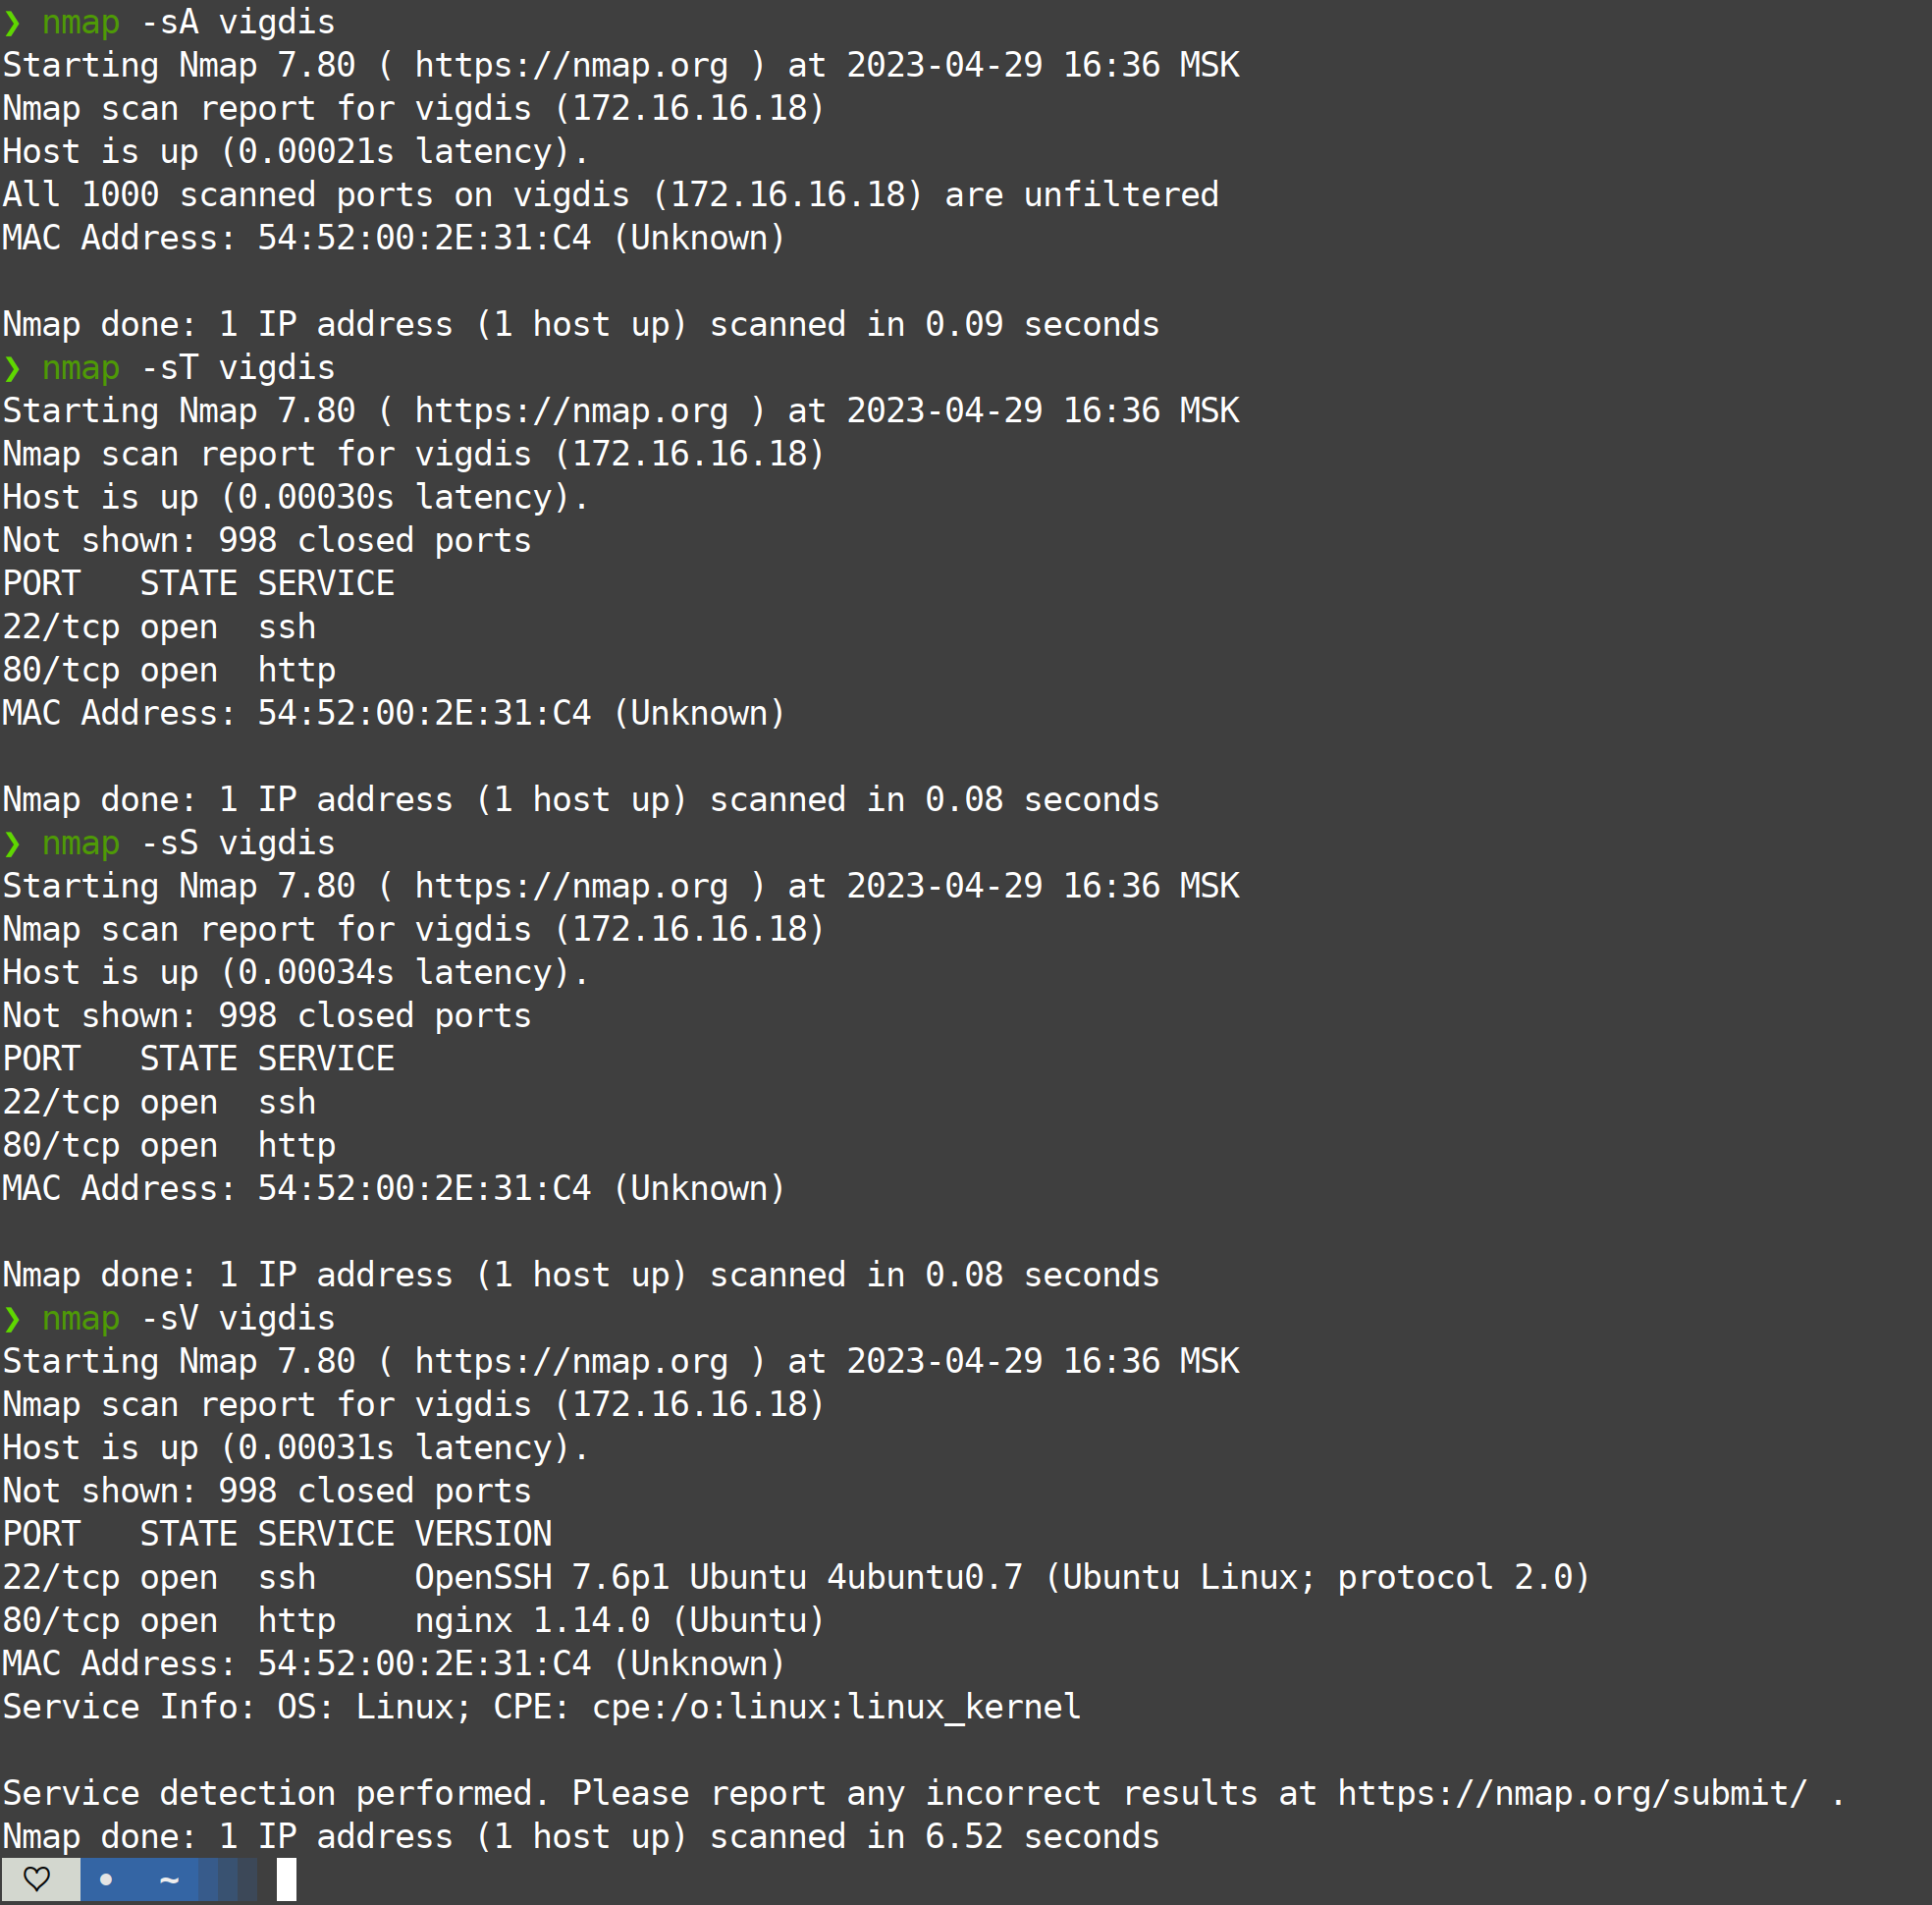 ❯ nmap -sA vigdis
Starting Nmap 7.80 ( https://nmap.org ) at 2023-04-29 16:36 MSK
Nmap scan report for vigdis (172.16.16.18)
Host is up (0.00021s latency).
All 1000 scanned ports on vigdis (172.16.16.18) are unfiltered
MAC Address: 54:52:00:2E:31:C4 (Unknown)

Nmap done: 1 IP address (1 host up) scanned in 0.09 seconds
❯ nmap -sT vigdis
Starting Nmap 7.80 ( https://nmap.org ) at 2023-04-29 16:36 MSK
Nmap scan report for vigdis (172.16.16.18)
Host is up (0.00030s latency).
Not shown: 998 closed ports
PORT   STATE SERVICE
22/tcp open  ssh
80/tcp open  http
MAC Address: 54:52:00:2E:31:C4 (Unknown)

Nmap done: 1 IP address (1 host up) scanned in 0.08 seconds
❯ nmap -sS vigdis
Starting Nmap 7.80 ( https://nmap.org ) at 2023-04-29 16:36 MSK
Nmap scan report for vigdis (172.16.16.18)
Host is up (0.00034s latency).
Not shown: 998 closed ports
PORT   STATE SERVICE
22/tcp open  ssh
80/tcp open  http
MAC Address: 54:52:00:2E:31:C4 (Unknown)

Nmap done: 1 IP address (1 host up) scanned in 0.08 seconds
❯ nmap -sV vigdis
Starting Nmap 7.80 ( https://nmap.org ) at 2023-04-29 16:36 MSK
Nmap scan report for vigdis (172.16.16.18)
Host is up (0.00031s latency).
Not shown: 998 closed ports
PORT   STATE SERVICE VERSION
22/tcp open  ssh     OpenSSH 7.6p1 Ubuntu 4ubuntu0.7 (Ubuntu Linux; protocol 2.0)
80/tcp open  http    nginx 1.14.0 (Ubuntu)
MAC Address: 54:52:00:2E:31:C4 (Unknown)
Service Info: OS: Linux; CPE: cpe:/o:linux:linux_kernel

Service detection performed. Please report any incorrect results at https://nmap.org/submit/ .
Nmap done: 1 IP address (1 host up) scanned in 6.52 seconds
♡ • ~